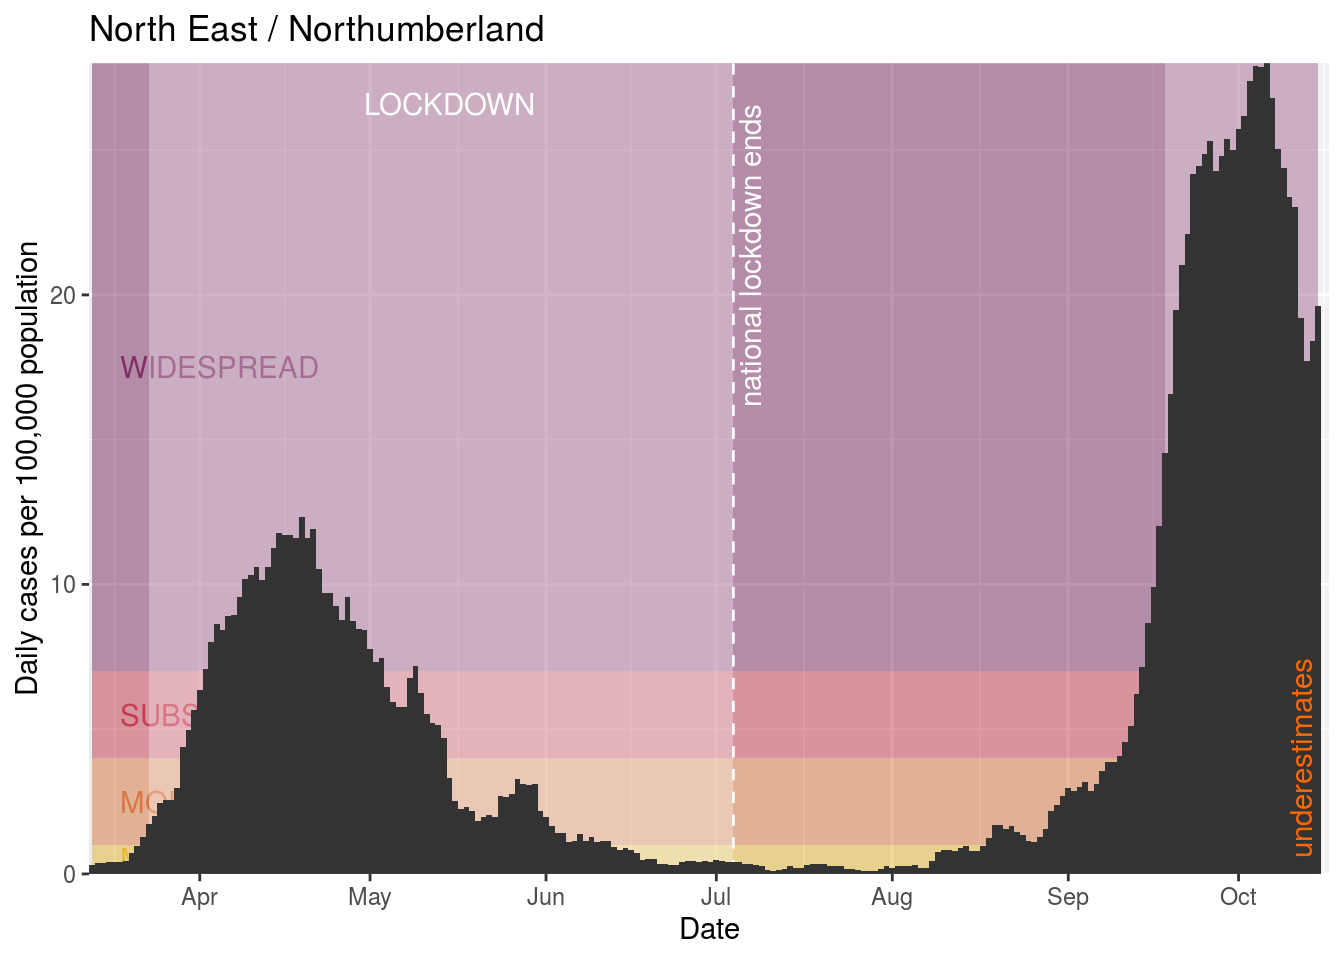 North East / Northumberland
LOCKDOWN
national lockdown ends
WIDESPREAD
underestimates
Daily cases per 100,000 population
20
10
0
Apr May Jun Jul Aug Sep Oct
Date